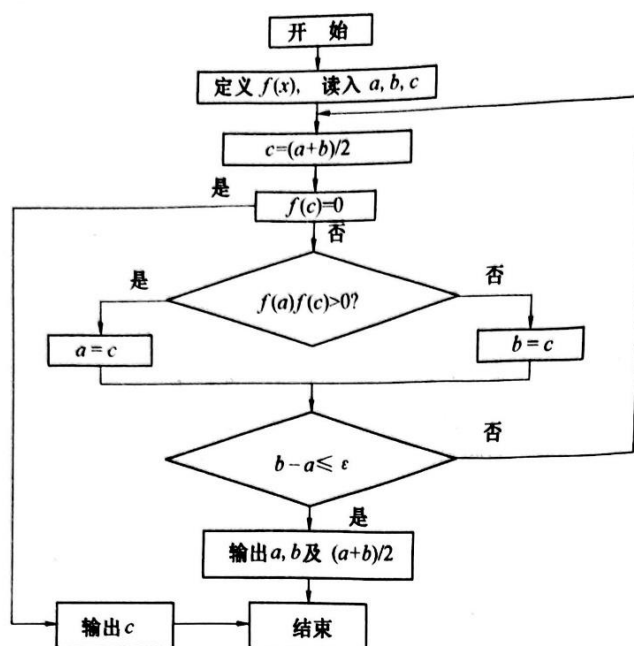 开 始
定义 f(x), 读入 a, b, c
c=(a+b)/2
是
f(c)=0
否
是
f(a)f(c)>0?
否
a = c
b = c
b - a ≤ ε
否
是
输出a, b及 (a+b)/2
输出 c
结束